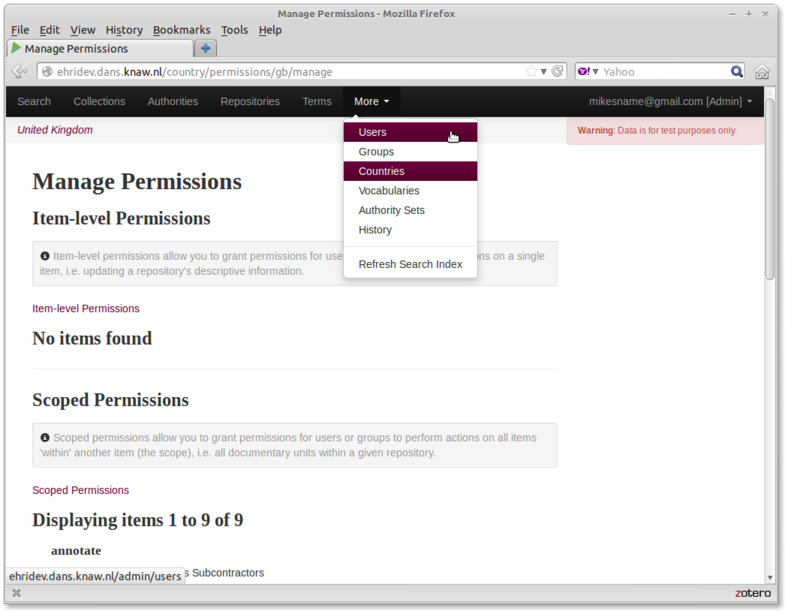 Manage Permissions - Mozilla Firefox
File Edit View History Bookmarks Tools Help
Manage Permissions
ehridev.dans.knaw.nl/country/permissions/gb/manage
Yahoo
Search Collections Authorities Repositories Terms More mikesname@gmail.com [Admin]
United Kingdom
Warning: Data is for test purposes only.
Users
Groups
Countries
Vocabularies
Authority Sets
History
Refresh Search Index
Manage Permissions
Item-level Permissions
Item-level permissions allow you to grant permissions for use ns on a single
item, i.e. updating a repository's descriptive information.
Item-level Permissions
No items found
Scoped Permissions
Scoped permissions allow you to grant permissions for users or groups to perform actions on all items
'within' another item (the scope), i.e. all documentary units within a given repository.
Scoped Permissions
Displaying items 1 to 9 of 9
annotate
s Subcontractors
ehridev.dans.knaw.nl/admin/users
zotero